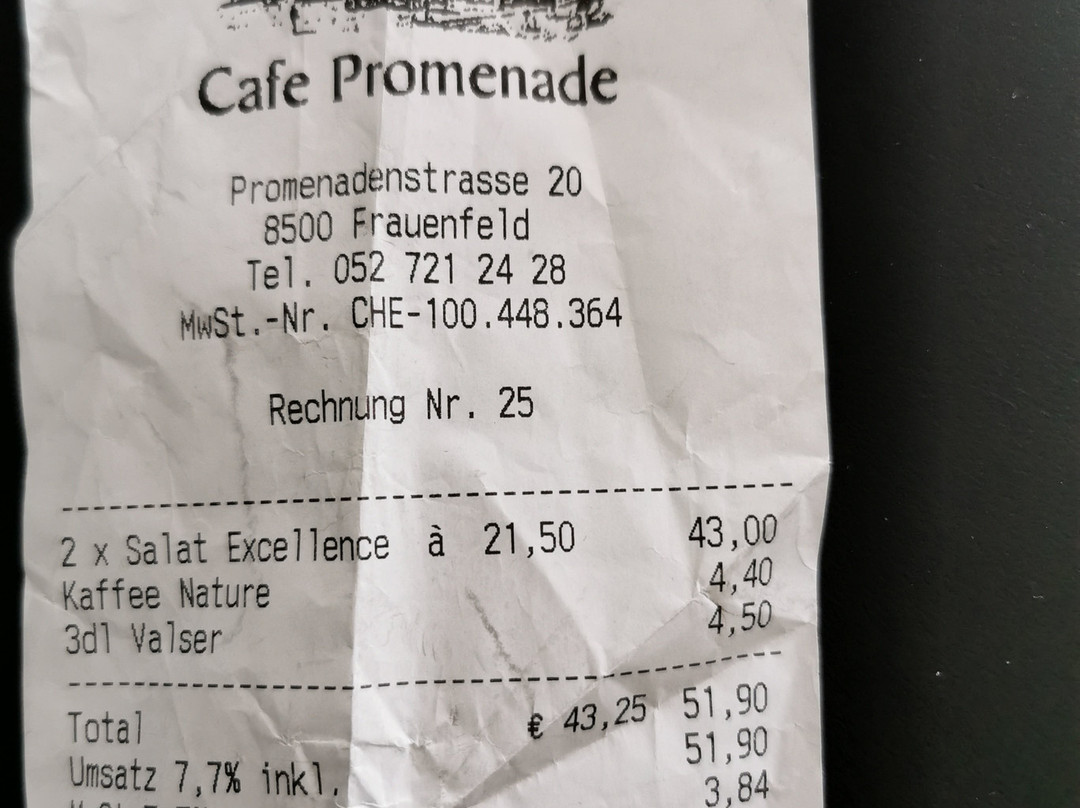 Cafe Promenade
Promenadenstrasse 20
8500 Frauenfeld
Tel. 052 721 24 28
MwSt.-Nr. CHE-100.448.364
Rechnung Nr. 25
2 x Salat Excellence à 21,50 43,00
Kaffee Nature 4,40
3dl Valser 4,50
Total € 43,25 51,90
Umsatz 7,7% inkl. 51,90
3,84